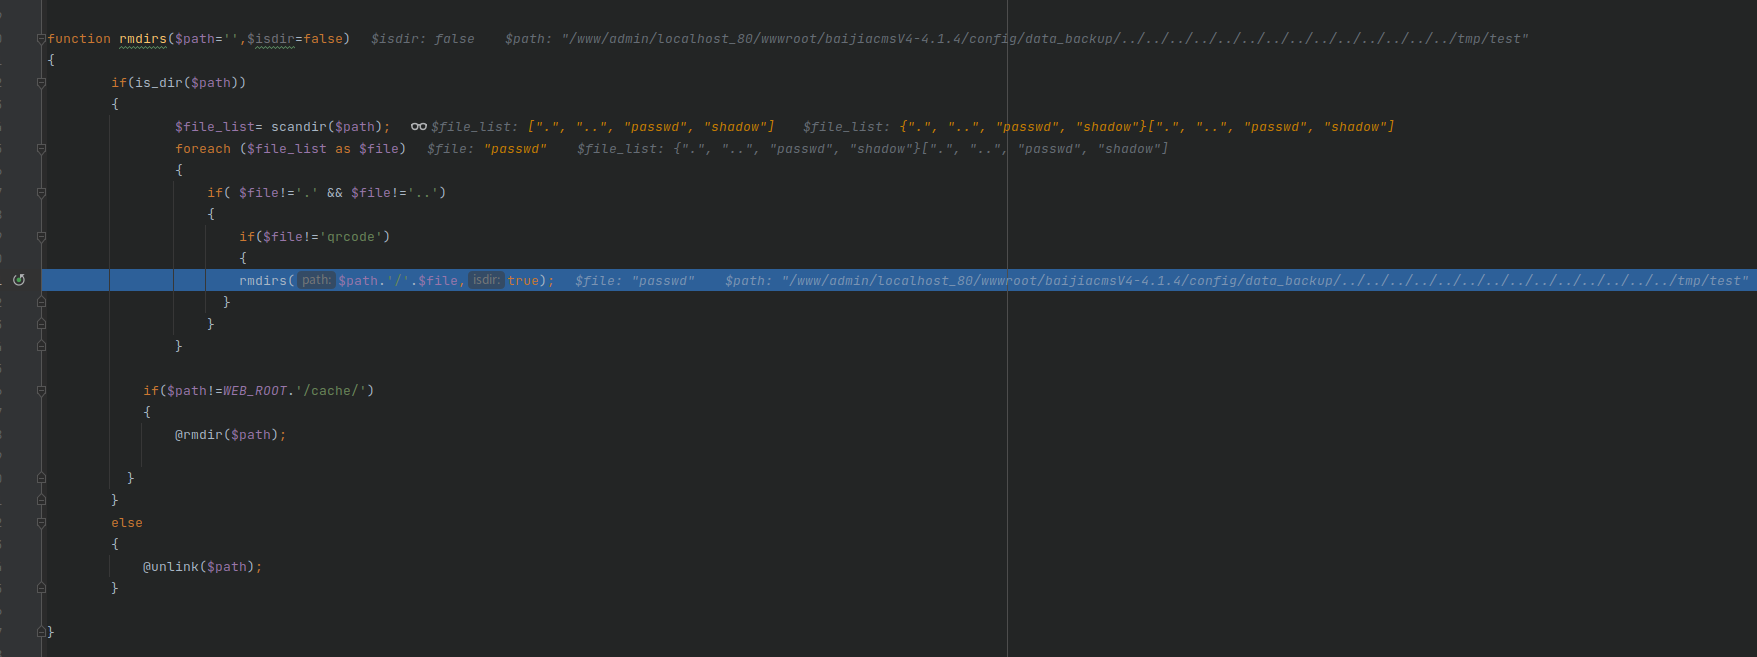 function rmdirs($path='',$isdir=false) $isdir: false $path: "/www/admin/localhost_80/wwwroot/baijiacmsV4-4.1.4/config/data_backup/../../../../../../../../../../../../../../tmp/test"
{
if(is_dir($path))
{
$file_list= scandir($path); $file_list: [".", "..", "passwd", "shadow"] $file_list: {".", "..", "passwd", "shadow"}[".", "..", "passwd", "shadow"]
foreach ($file_list as $file) $file: "passwd" $file_list: {".", "..", "passwd", "shadow"}[".", "..", "passwd", "shadow"]
{
if( $file!='.' && $file!='..')
{
if($file!='qrcode')
{
rmdirs( path: $path.'/'.$file, isdir: true); $file: "passwd" $path: "/www/admin/localhost_80/wwwroot/baijiacmsV4-4.1.4/config/data_backup/../../../../../../../../../../../../../../tmp/test"
}
}
}
if($path!=WEB_ROOT.'/cache/')
{
@rmdir($path);
}
}
else
{
@unlink($path);
}
}